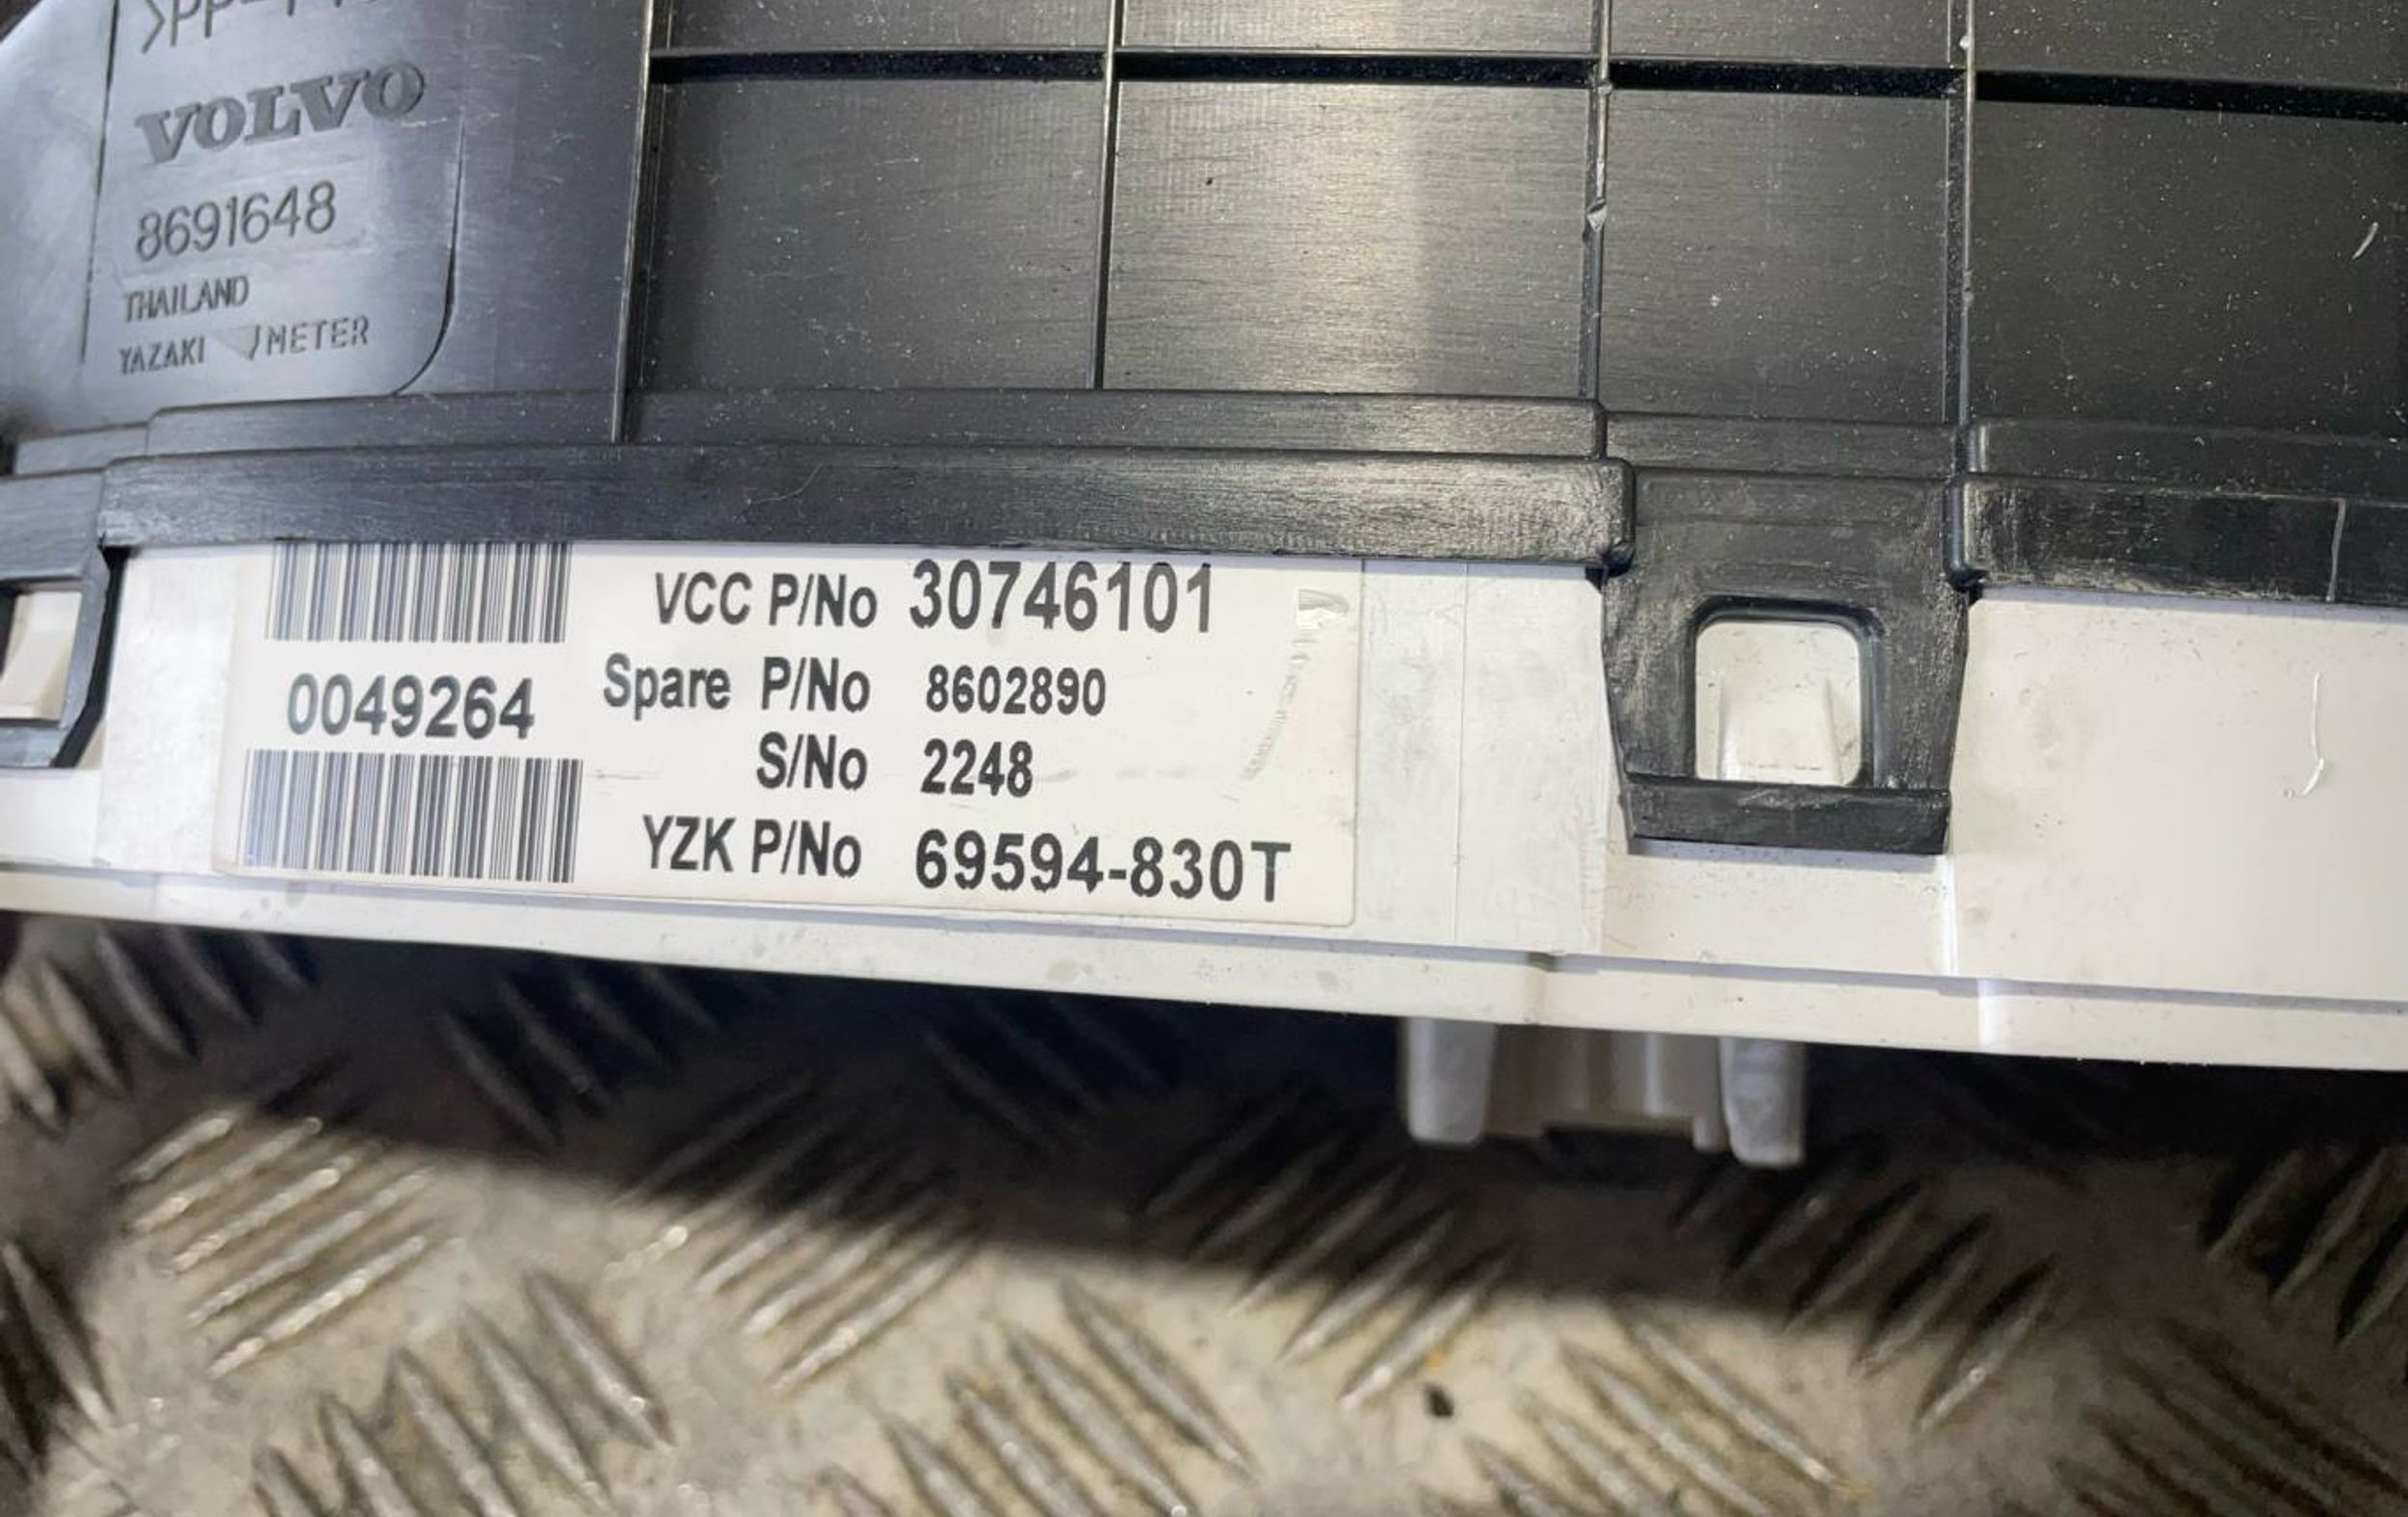 VOLVO
8691648
THAILAND
YAZAKI METER
0049264
VCC P/No 30746101
Spare P/No 8602890
S/No 2248
YZK P/No 69594-830T